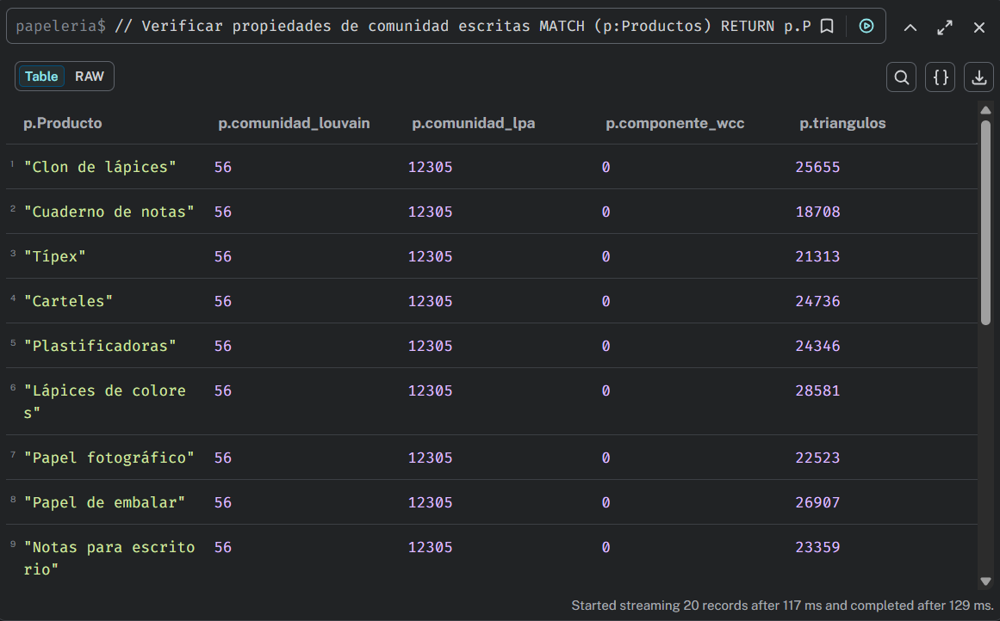 papeleria$ // Verificar propiedades de comunidad escritas MATCH (p:Productos) RETURN p.P
Table RAW { }
p.Producto p.comunidad_louvain p.comunidad_lpa p.componente_wcc p.triangulos
1 "Clon de lápices" 56 12305 0 25655
2 "Cuaderno de notas" 56 12305 0 18708
3 "Típex" 56 12305 0 21313
4 "Carteles" 56 12305 0 24736
5 "Plastificadoras" 56 12305 0 24346
6 "Lápices de colore 56 12305 0 28581
s"
7 "Papel fotográfico" 56 12305 0 22523
8 "Papel de embalar" 56 12305 0 26907
9 "Notas para escrito 56 12305 0 23359
rio"
Started streaming 20 records after 117 ms and completed after 129 ms.